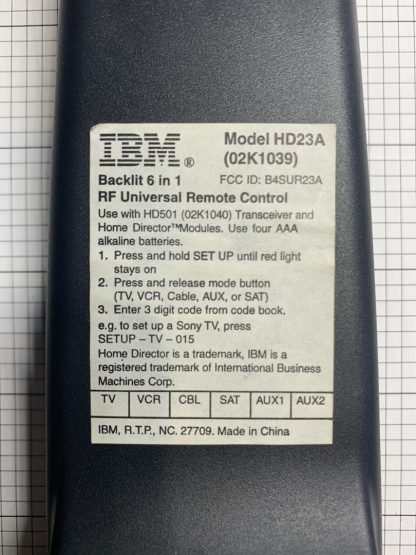 IBM®
Model HD23A
(02K1039)
Backlit 6 in 1 FCC ID: B4SUR23A
RF Universal Remote Control
Use with HD501 (02K1040) Transceiver and
Home Director™Modules. Use four AAA
alkaline batteries.
1. Press and hold SET UP until red light
stays on
2. Press and release mode button
(TV, VCR, Cable, AUX, or SAT)
3. Enter 3 digit code from code book.
e.g. to set up a Sony TV, press
SETUP – TV – 015
Home Director is a trademark, IBM is a
registered trademark of International Business
Machines Corp.
TV VCR CBL SAT AUX1 AUX2
IBM, R.T.P., NC. 27709. Made in China